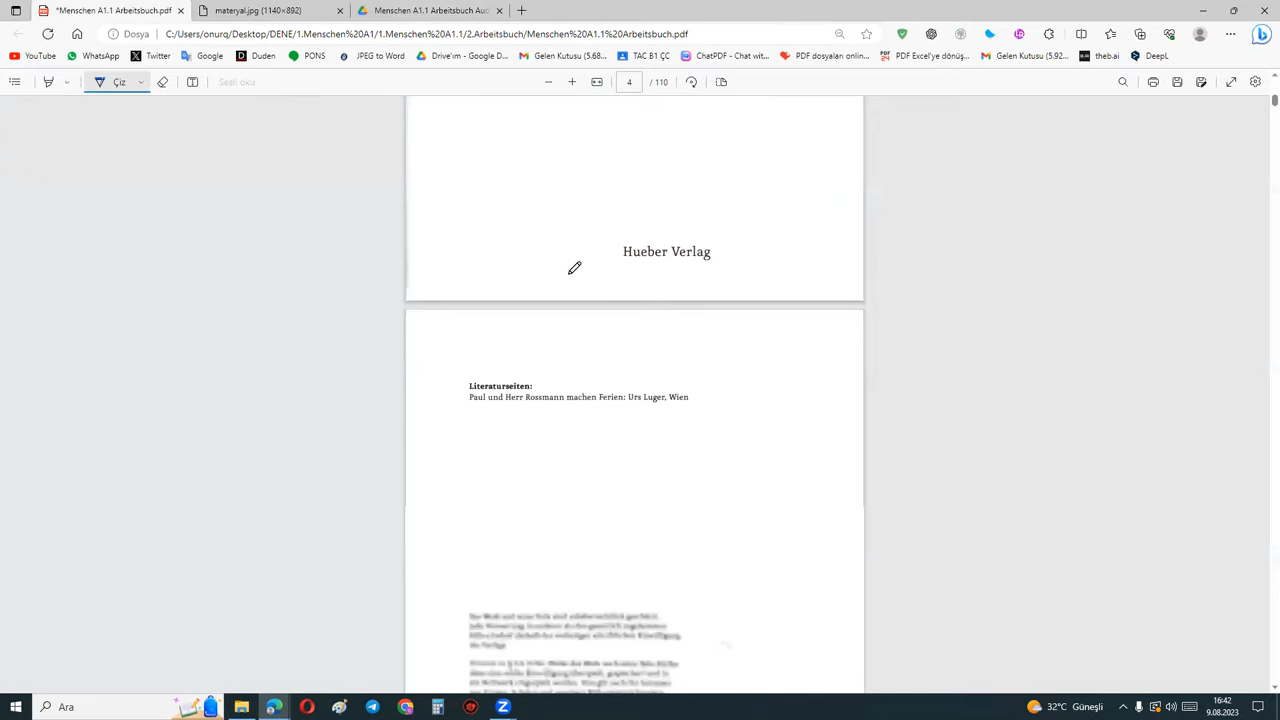 *Menschen A1.1 Arbeitsbuch.pdf
materyal.jpg (1140×892)
Menschen A1.1 Arbeitsbuch Aud
Dosya
C:/Users/onurq/Desktop/DENE/1.Menschen%20A1/1.Menschen%20A1.1/2.Arbeitsbuch/Menschen%20A1.1%20Arbeitsbuch.pdf
YouTube
WhatsApp
Twitter
Google
Duden
PONS
JPEG to Word
Drive'ım - Google D...
Gelen Kutusu (5.68...
TAC B1 ÇÇ
ChatPDF - Chat wit...
PDF dosyaları orta...
PDF Excel'ye dönüş...
Gelen Kutusu (5.92...
thebai
DeepL
Çiz
Sesli oku
4
/ 110
Hueber Verlag
Literaturseiten:
Paul und Herr Rossmann machen Ferien: Urs Luger, Wien
Ara
32°C Güneşli
16:42
9.08.2023